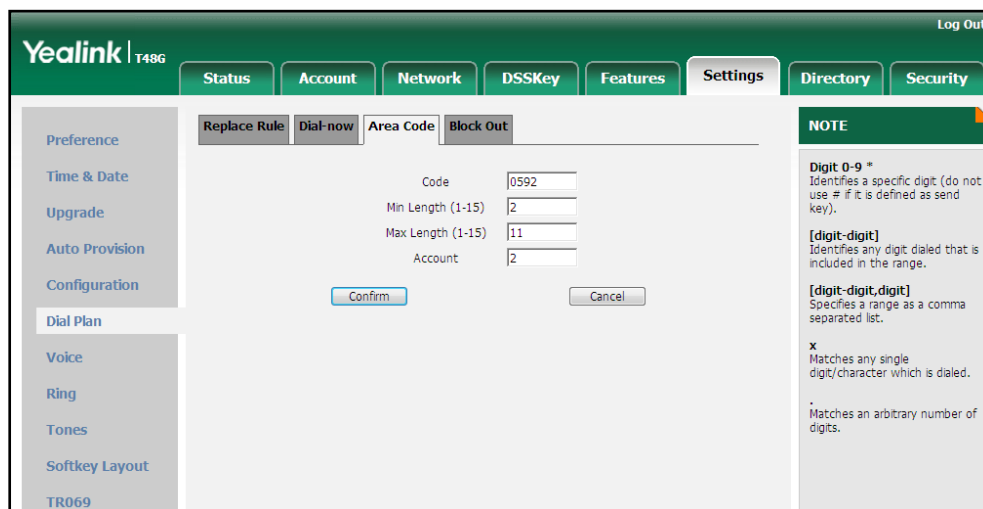 Log Out
Yealink | T48G
Status
Account
Network
DSSKey
Features
Settings
Directory
Security
Preference
Time & Date
Upgrade
Auto Provision
Configuration
Dial Plan
Voice
Ring
Tones
Softkey Layout
TR069
Replace Rule
Dial-now
Area Code
Block Out
Code 0592
Min Length (1-15) 2
Max Length (1-15) 11
Account 2
Confirm
Cancel
NOTE
Digit 0-9 *
Identifies a specific digit (do not
use # if it is defined as send
key).
[digit-digit]
Identifies any digit dialed that is
included in the range.
[digit-digit,digit]
Specifies a range as a comma
separated list.
x
Matches any single
digit/character which is dialed.
.
Matches an arbitrary number of
digits.